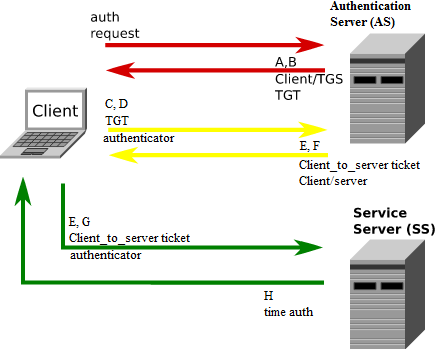 auth
request
Authentication
Server (AS)
A,B
Client/TGS
TGT
Client
C, D
TGT
authenticator
E, F
Client_to_server ticket
Client/server
E, G
Client_to_server ticket
authenticator
Service
Server (SS)
H
time auth